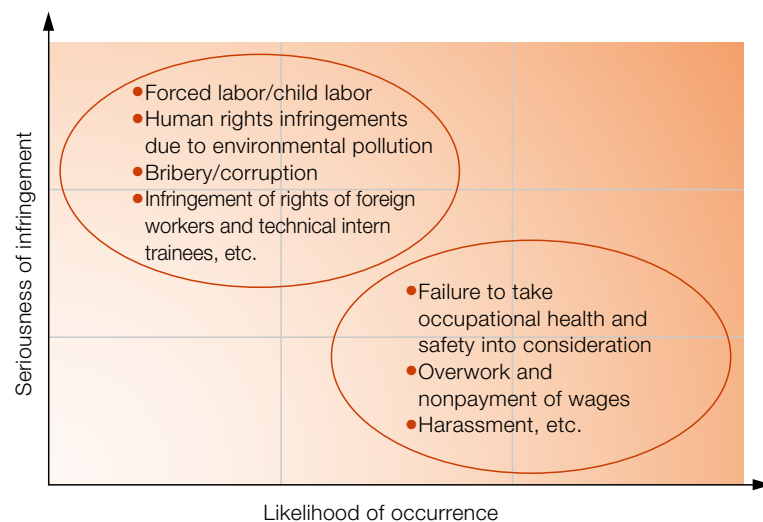 Seriousness of infringement
●Forced labor/child labor
●Human rights infringements
due to environmental pollution
●Bribery/corruption
●Infringement of rights of foreign
workers and technical intern
trainees, etc.
●Failure to take
occupational health and
safety into consideration
●Overwork and
nonpayment of wages
●Harassment, etc.
Likelihood of occurrence